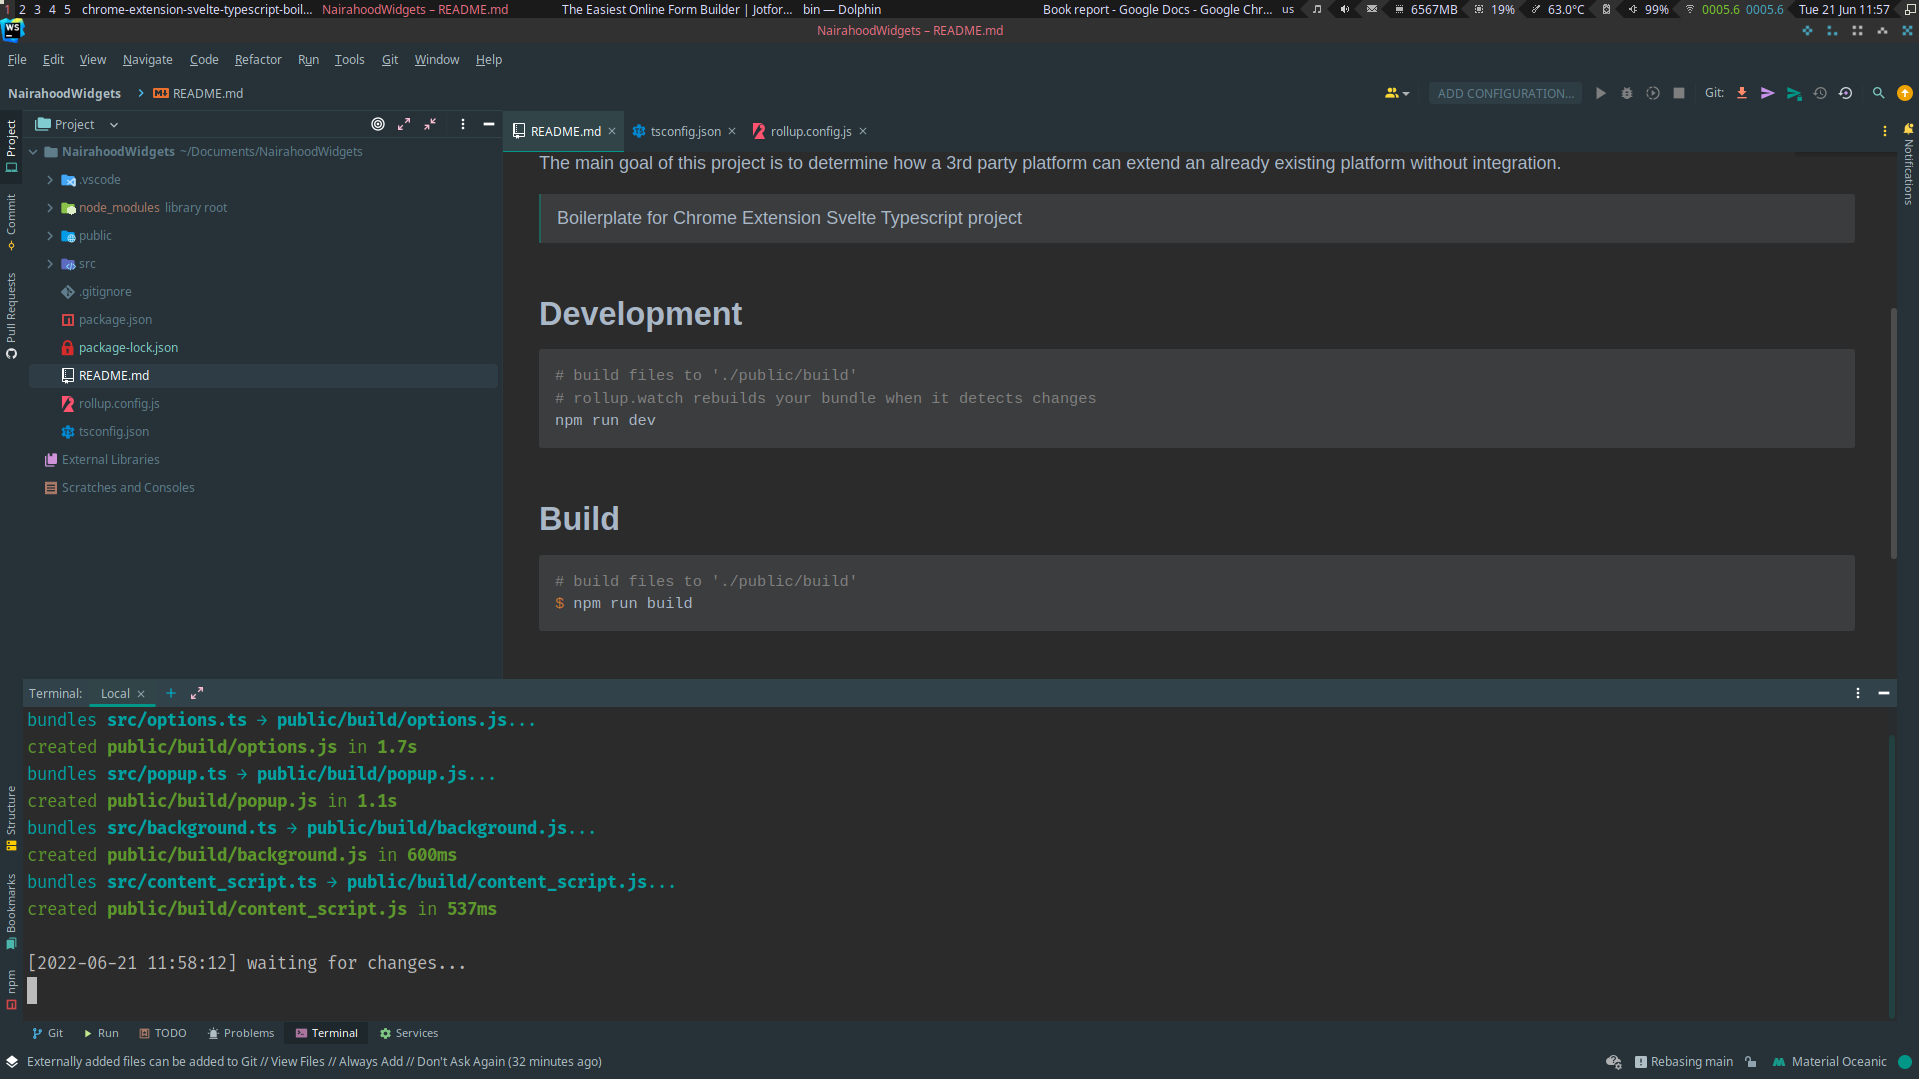 1 2 3 4 5 chrome-extension-svelte-typescript-boil... NairahoodWidgets – README.md The Easiest Online Form Builder | Jotfor... bin — Dolphin Book report - Google Docs - Google Chr... us 6567MB 19% 63.0°C 99% 0005.6 0005.6 Tue 21 Jun 11:57
WS NairahoodWidgets – README.md
File Edit View Navigate Code Refactor Run Tools Git Window Help
NairahoodWidgets README.md ADD CONFIGURATION... Git:
Project
README.md
tsconfig.json
rollup.config.js
NairahoodWidgets ~/Documents/NairahoodWidgets
.vscode
node_modules library root
public
src
.gitignore
package.json
package-lock.json
README.md
rollup.config.js
tsconfig.json
External Libraries
Scratches and Consoles
Project
Commit
Pull Requests
Structure
Bookmarks
npm
Notifications
The main goal of this project is to determine how a 3rd party platform can extend an already existing platform without integration.
Boilerplate for Chrome Extension Svelte Typescript project
Development
# build files to './public/build'
# rollup.watch rebuilds your bundle when it detects changes
npm run dev
Build
# build files to './public/build'
$ npm run build
Terminal: Local
bundles src/options.ts → public/build/options.js...
created public/build/options.js in 1.7s
bundles src/popup.ts → public/build/popup.js...
created public/build/popup.js in 1.1s
bundles src/background.ts → public/build/background.js...
created public/build/background.js in 600ms
bundles src/content_script.ts → public/build/content_script.js...
created public/build/content_script.js in 537ms
[2022-06-21 11:58:12] waiting for changes...
Git Run TODO Problems Terminal Services
Externally added files can be added to Git // View Files // Always Add // Don't Ask Again (32 minutes ago) Rebasing main Material Oceanic